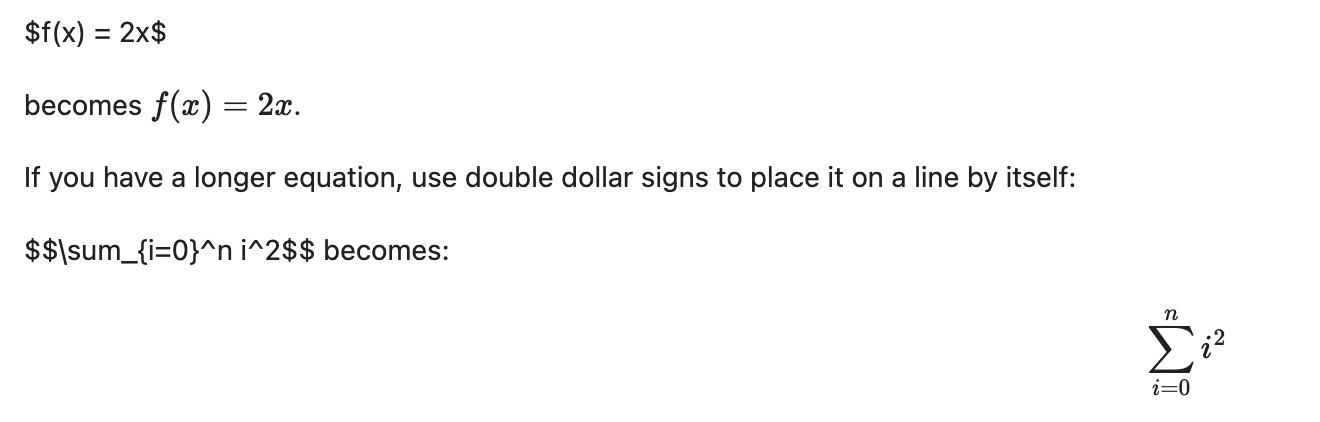 $f(x) = 2x$
becomes f(x) = 2x.
If you have a longer equation, use double dollar signs to place it on a line by itself:
$$\sum_{i=0}^n i^2$$ becomes:
n
∑ i²
i=0